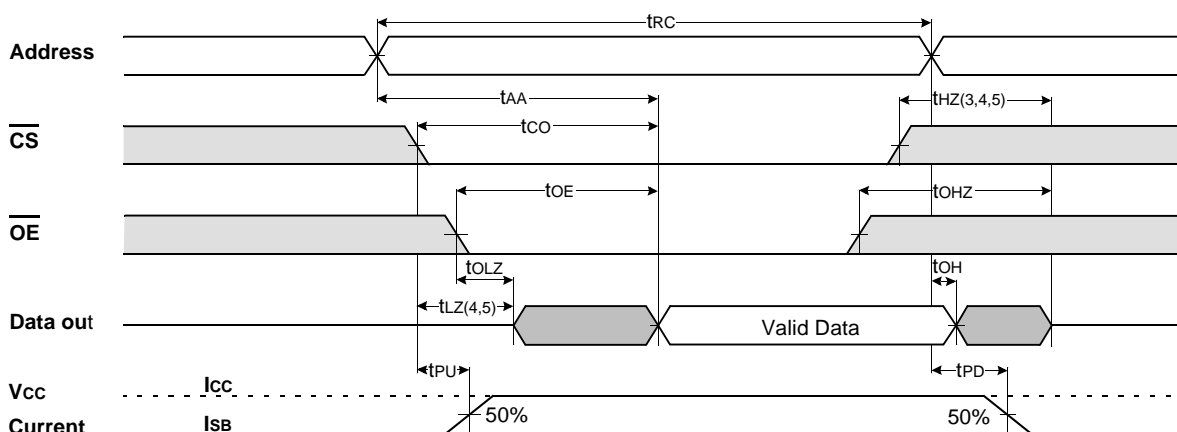 tRC
Address
tAA
tHZ(3,4,5)
CS
tCO
tOE
tOHZ
OE
tOLZ
tOH
tLZ(4,5)
Data out
Valid Data
tPU
tPD
VCC
ICC
50%
50%
Current
ISB